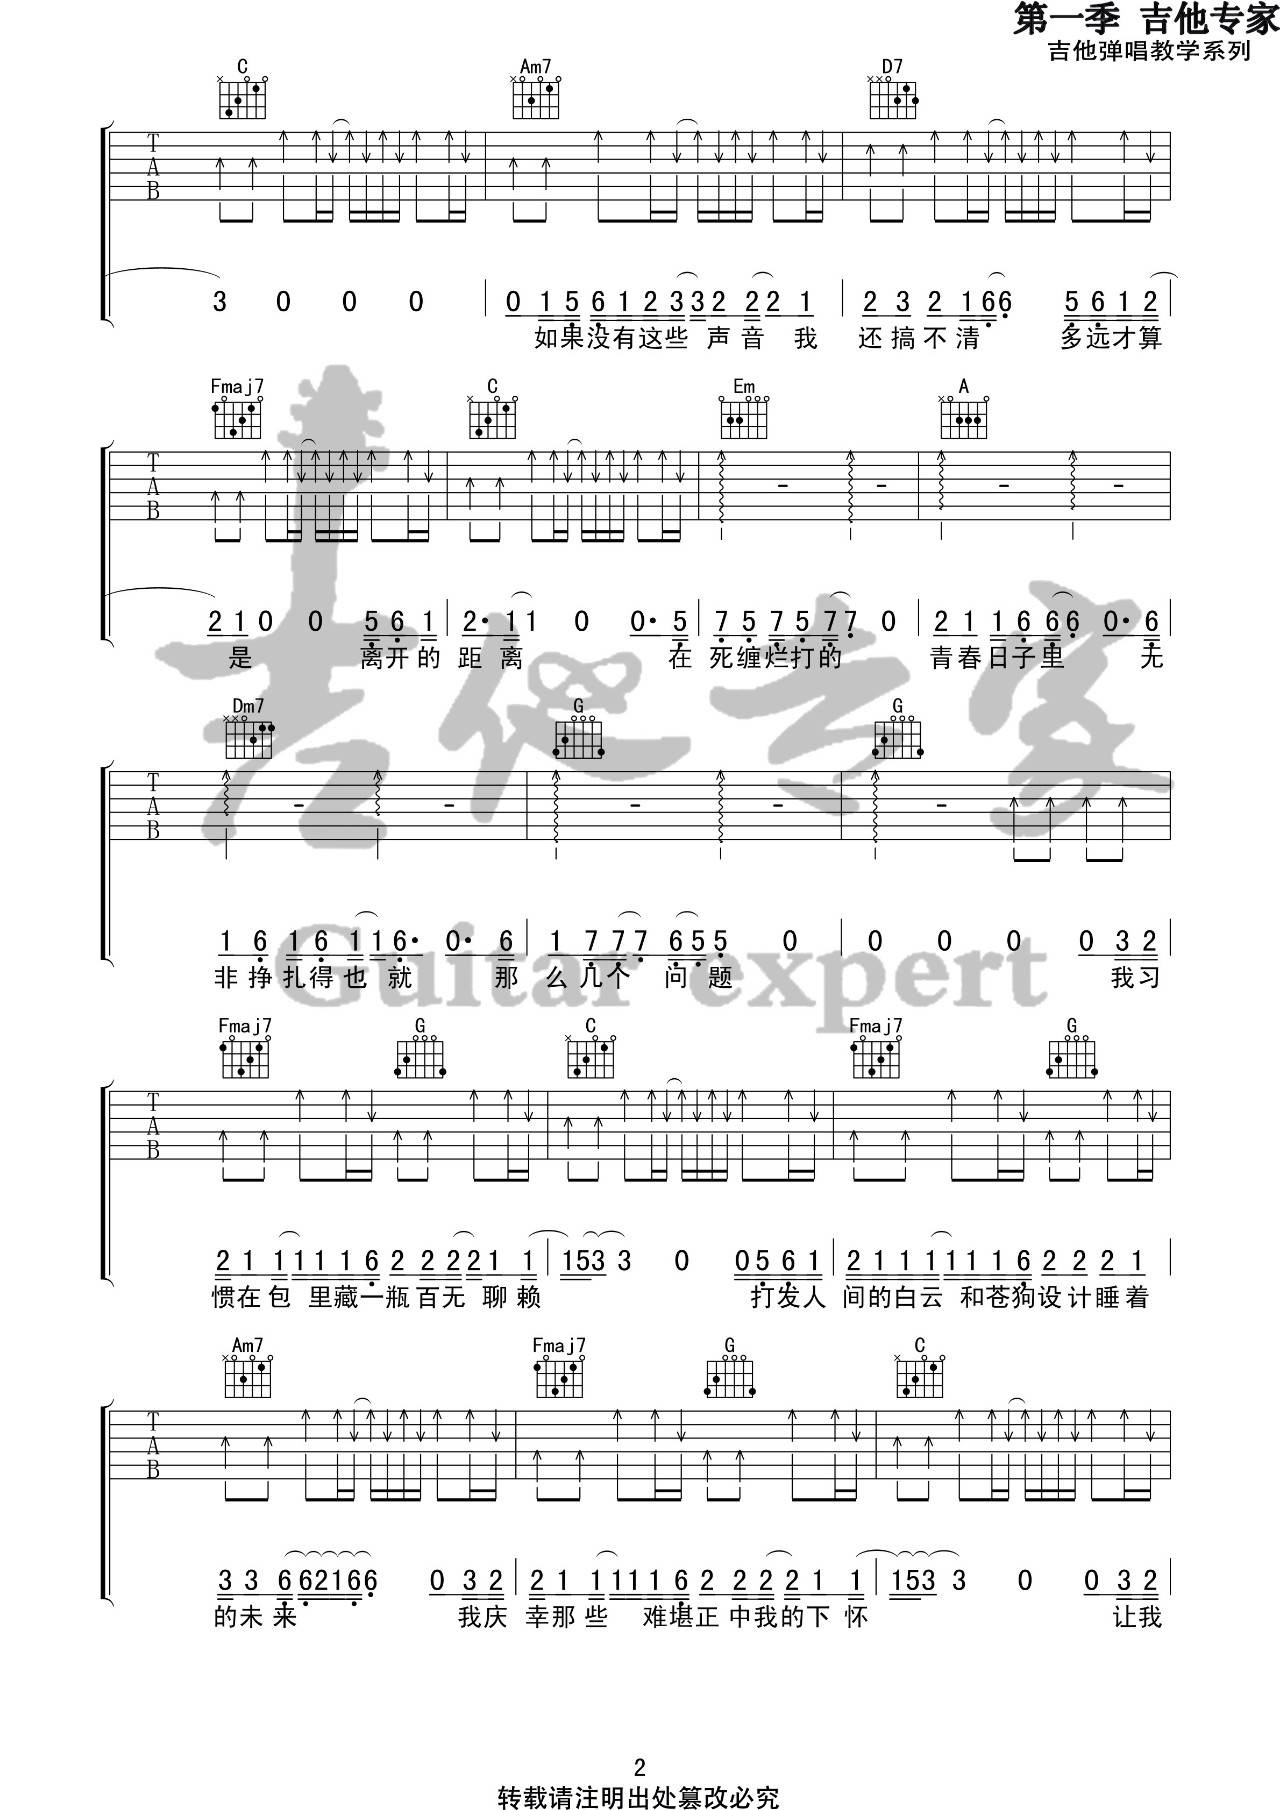 第一季 吉他专家
吉他弹唱教学系列
C Am7 D7
T A B
3 0 0 0 0 1 5 6 1 2 3 3 2 2 2 1 2 3 2 1 6 6 5 6 1 2
如果没有这些 声 音 我 还搞不清 多远才算
Fmaj7 C Em A
T A B
2 1 0 0 5 6 1 2· 1 1 0 0· 5 7 5 7 5 7 7 0 2 1 1 6 6 6 0· 6
是 离开的 距 离 在 死缠烂打的 青春日子里 无
Dm7 G G
T A B
1 6 1 6 1 1 6· 0· 6 1 7 7 7 6 5 5 0 0 0 0 0 3 2
非挣扎得也 就 那 么几个 问 题 我习
Fmaj7 G C Fmaj7 G
T A B
2 1 1 1 1 1 6 2 2 2 2 1 1 1 5 3 3 0 0 5 6 1 2 1 1 1 1 1 1 6 2 2 2 1
惯在包 里藏一瓶百无 聊赖 打发人 间的白云 和苍狗设计睡着
Am7 Fmaj7 G C
T A B
3 3 6 6 2 1 6 6 0 3 2 2 1 1 1 1 1 6 2 2 2 2 1 1 1 5 3 3 0 0 3 2
的未来 我庆 幸那些 难堪正中我的下怀 让我
吉他专家
Guitar expert
2
转载请注明出处篡改必究